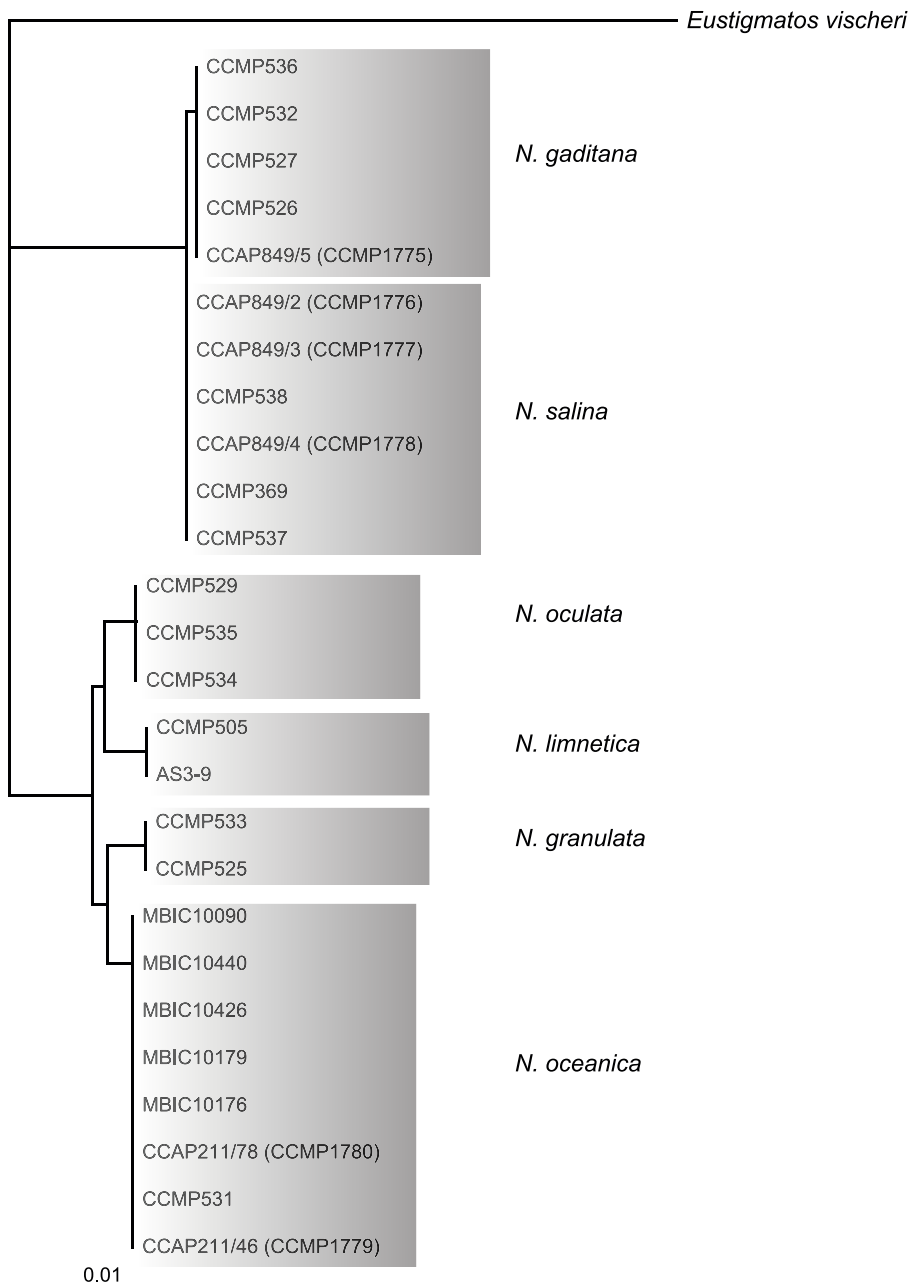 Eustigmatos vischeri
CCMP536
CCMP532
CCMP527
CCMP526
CCAP849/5 (CCMP1775)
N. gaditana
CCAP849/2 (CCMP1776)
CCAP849/3 (CCMP1777)
CCMP538
CCAP849/4 (CCMP1778)
CCMP369
CCMP537
N. salina
CCMP529
CCMP535
CCMP534
N. oculata
CCMP505
AS3-9
N. limnetica
CCMP533
CCMP525
N. granulata
MBIC10090
MBIC10440
MBIC10426
MBIC10179
MBIC10176
CCAP211/78 (CCMP1780)
CCMP531
CCAP211/46 (CCMP1779)
N. oceanica
0.01